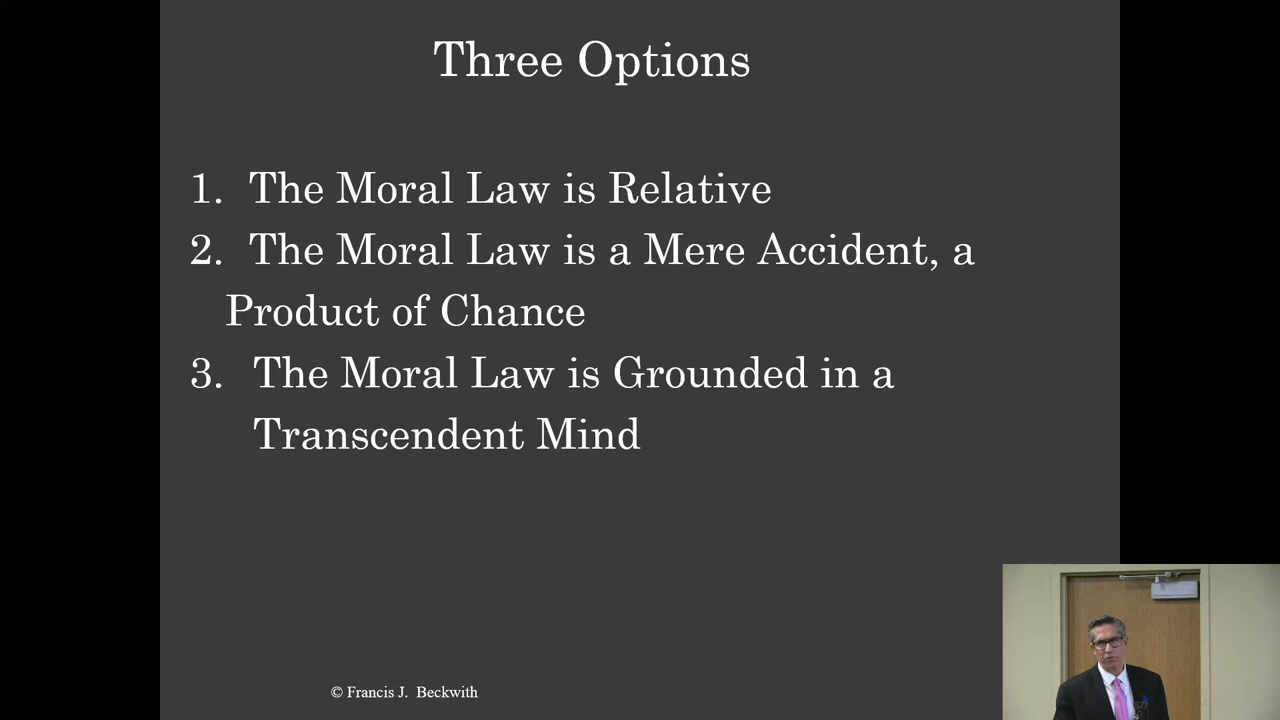 Three Options
1. The Moral Law is Relative
2. The Moral Law is a Mere Accident, a
Product of Chance
3. The Moral Law is Grounded in a
Transcendent Mind
© Francis J. Beckwith